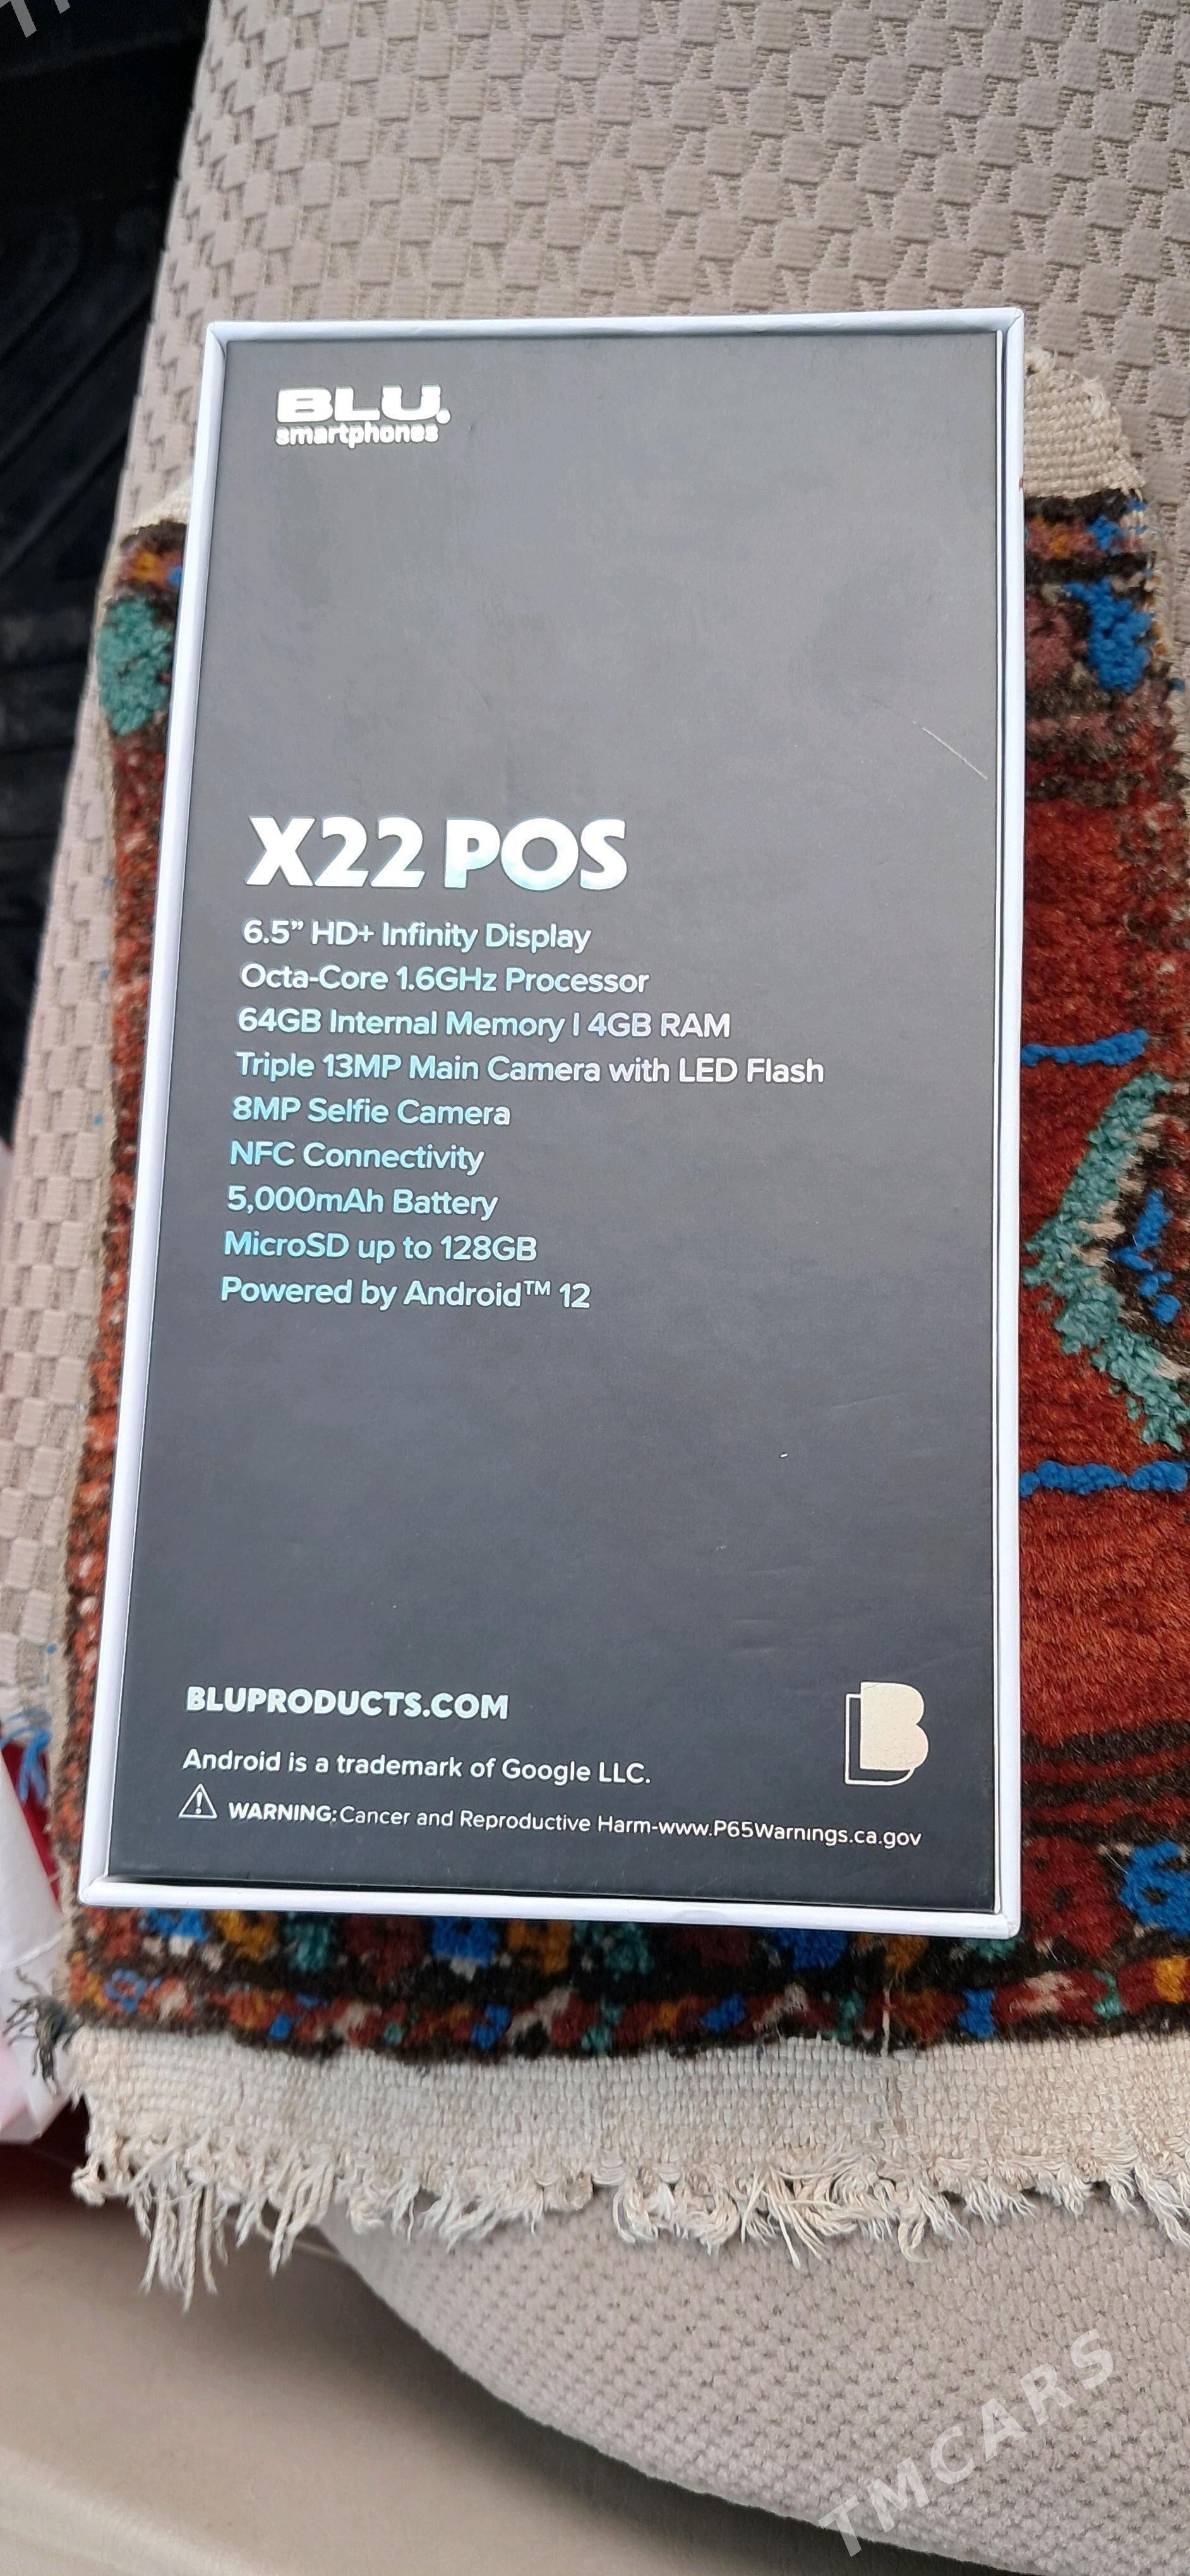 BLU.
smartphones
X22 POS
6.5” HD+ Infinity Display
Octa-Core 1.6GHz Processor
64GB Internal Memory | 4GB RAM
Triple 13MP Main Camera with LED Flash
8MP Selfie Camera
NFC Connectivity
5,000mAh Battery
MicroSD up to 128GB
Powered by Android™ 12
BLUPRODUCTS.COM
B
Android is a trademark of Google LLC.
WARNING: Cancer and Reproductive Harm-www.P65Warnings.ca.gov
TMCARS